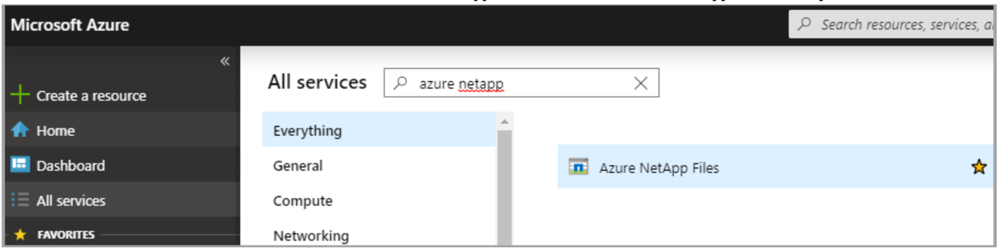 Microsoft Azure
Search resources, services, a
«
Create a resource
Home
Dashboard
All services
FAVORITES
All services
azure netapp
Everything
General
Compute
Networking
Azure NetApp Files